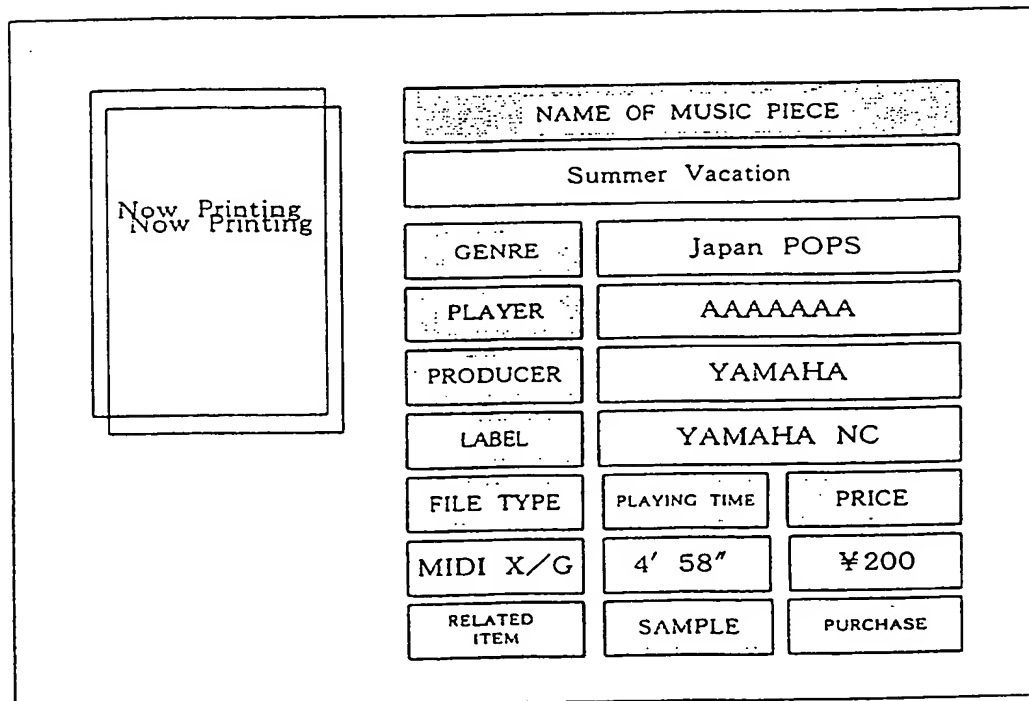 Now Printing
Now Printing
NAME OF MUSIC PIECE
Summer Vacation
GENRE
Japan POPS
PLAYER
AAAAAAA
PRODUCER
YAMAHA
LABEL
YAMAHA NC
FILE TYPE
PLAYING TIME
PRICE
MIDI X/G
4′ 58″
¥200
RELATED
ITEM
SAMPLE
PURCHASE